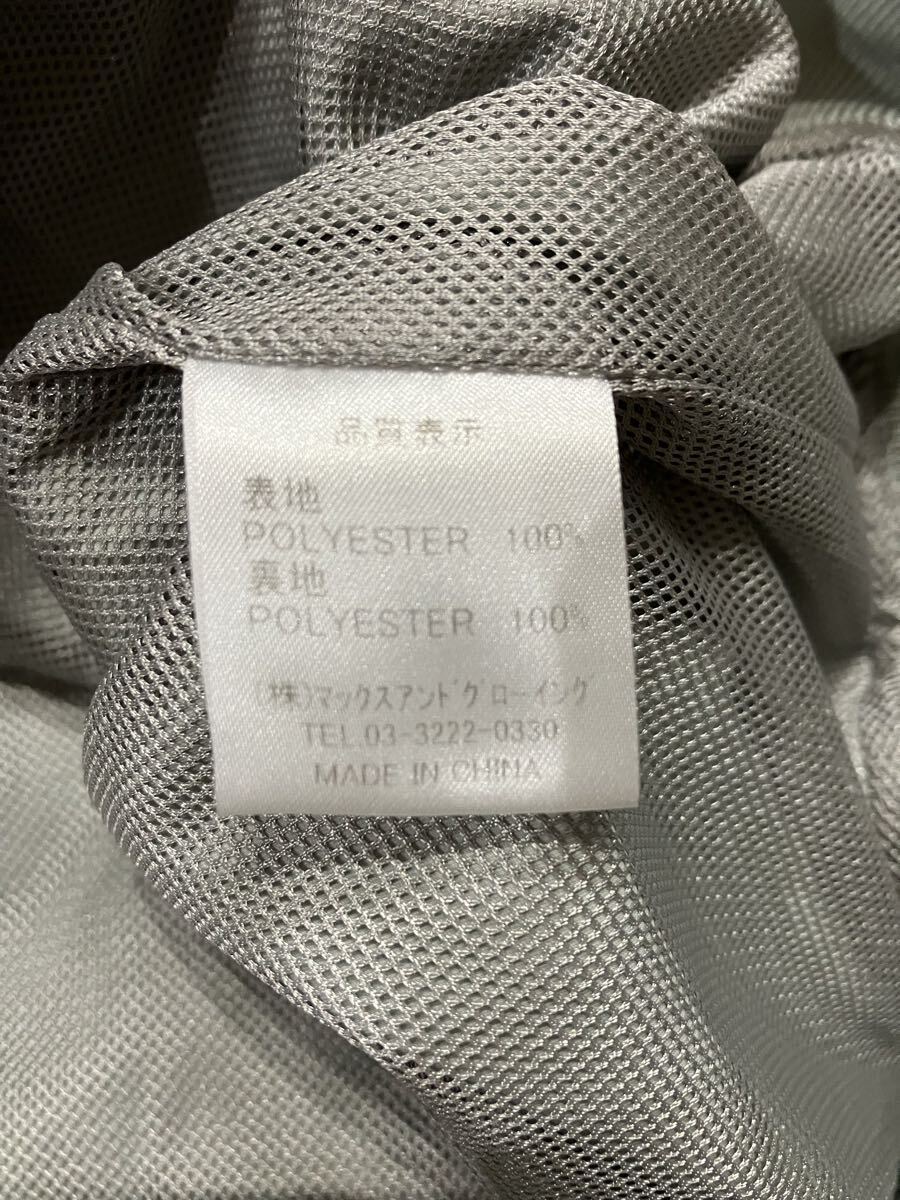 品質表示
表地
POLYESTER 100%
裏地
POLYESTER 100%
(株)マックスアンドグローイング
TEL.03-3222-0330
MADE IN CHINA